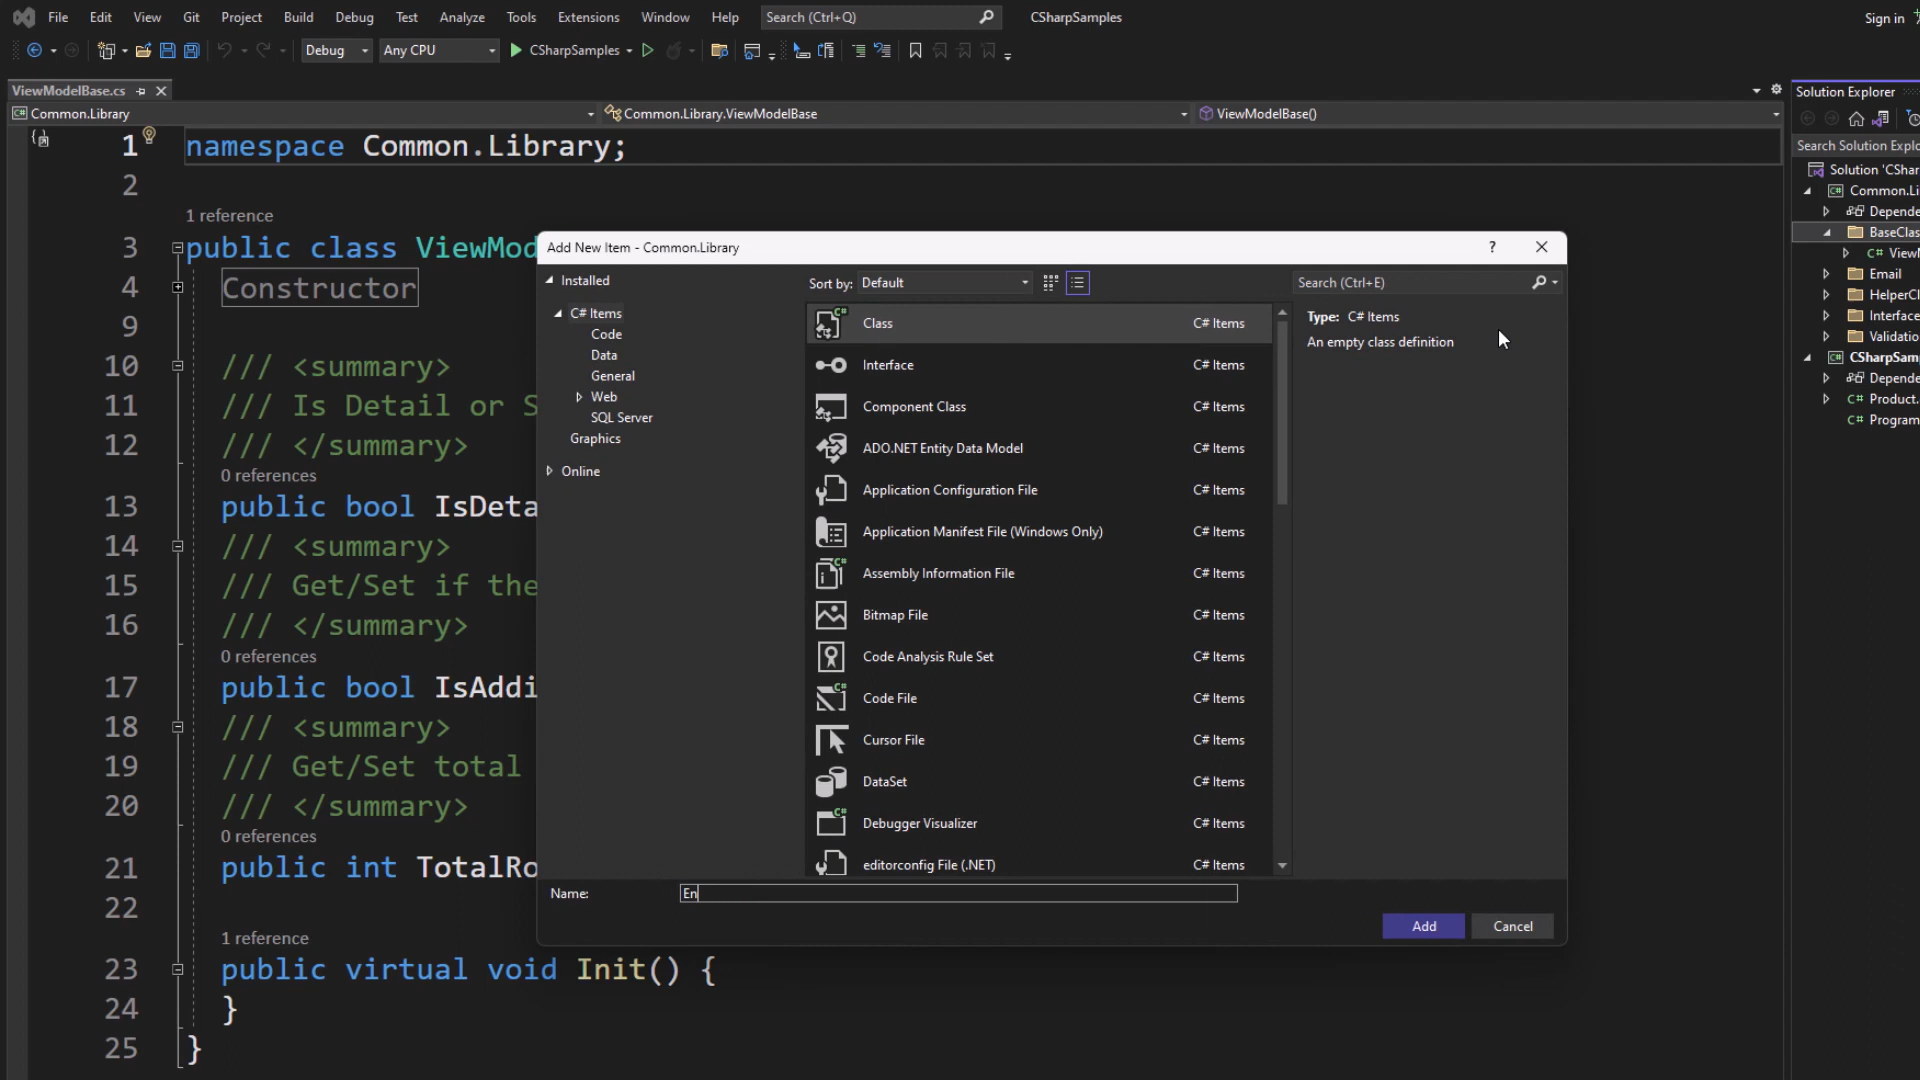 File Edit View Git Project Build Debug Test Analyze Tools Extensions Window Help Search (Ctrl+Q) CSharpSamples Sign in
Debug Any CPU CSharpSamples
ViewModelBase.cs
Common.Library Common.Library.ViewModelBase ViewModelBase()
1 namespace Common.Library;
2
1 reference
3 public class ViewMod
4 Constructor
9
10 /// <summary>
11 /// Is Detail or S
12 /// </summary>
0 references
13 public bool IsDeta
14 /// <summary>
15 /// Get/Set if the
16 /// </summary>
0 references
17 public bool IsAddi
18 /// <summary>
19 /// Get/Set total
20 /// </summary>
0 references
21 public int TotalRo
22
1 reference
23 public virtual void Init() {
24 }
25 }
Add New Item - Common.Library ?
Installed
C# Items
Code
Data
General
Web
SQL Server
Graphics
Online
Sort by: Default
Search (Ctrl+E)
Class C# Items
Interface C# Items
Component Class C# Items
ADO.NET Entity Data Model C# Items
Application Configuration File C# Items
Application Manifest File (Windows Only) C# Items
Assembly Information File C# Items
Bitmap File C# Items
Code Analysis Rule Set C# Items
Code File C# Items
Cursor File C# Items
DataSet C# Items
Debugger Visualizer C# Items
editorconfig File (.NET) C# Items
Type: C# Items
An empty class definition
Name: En
Add Cancel
Solution Explorer
Search Solution Explo
Solution 'CShar
Common.Li
Depende
BaseClas
C# ViewM
Email
HelperCl
Interface
Validatio
CSharpSam
Depende
C# Product.
C# Program